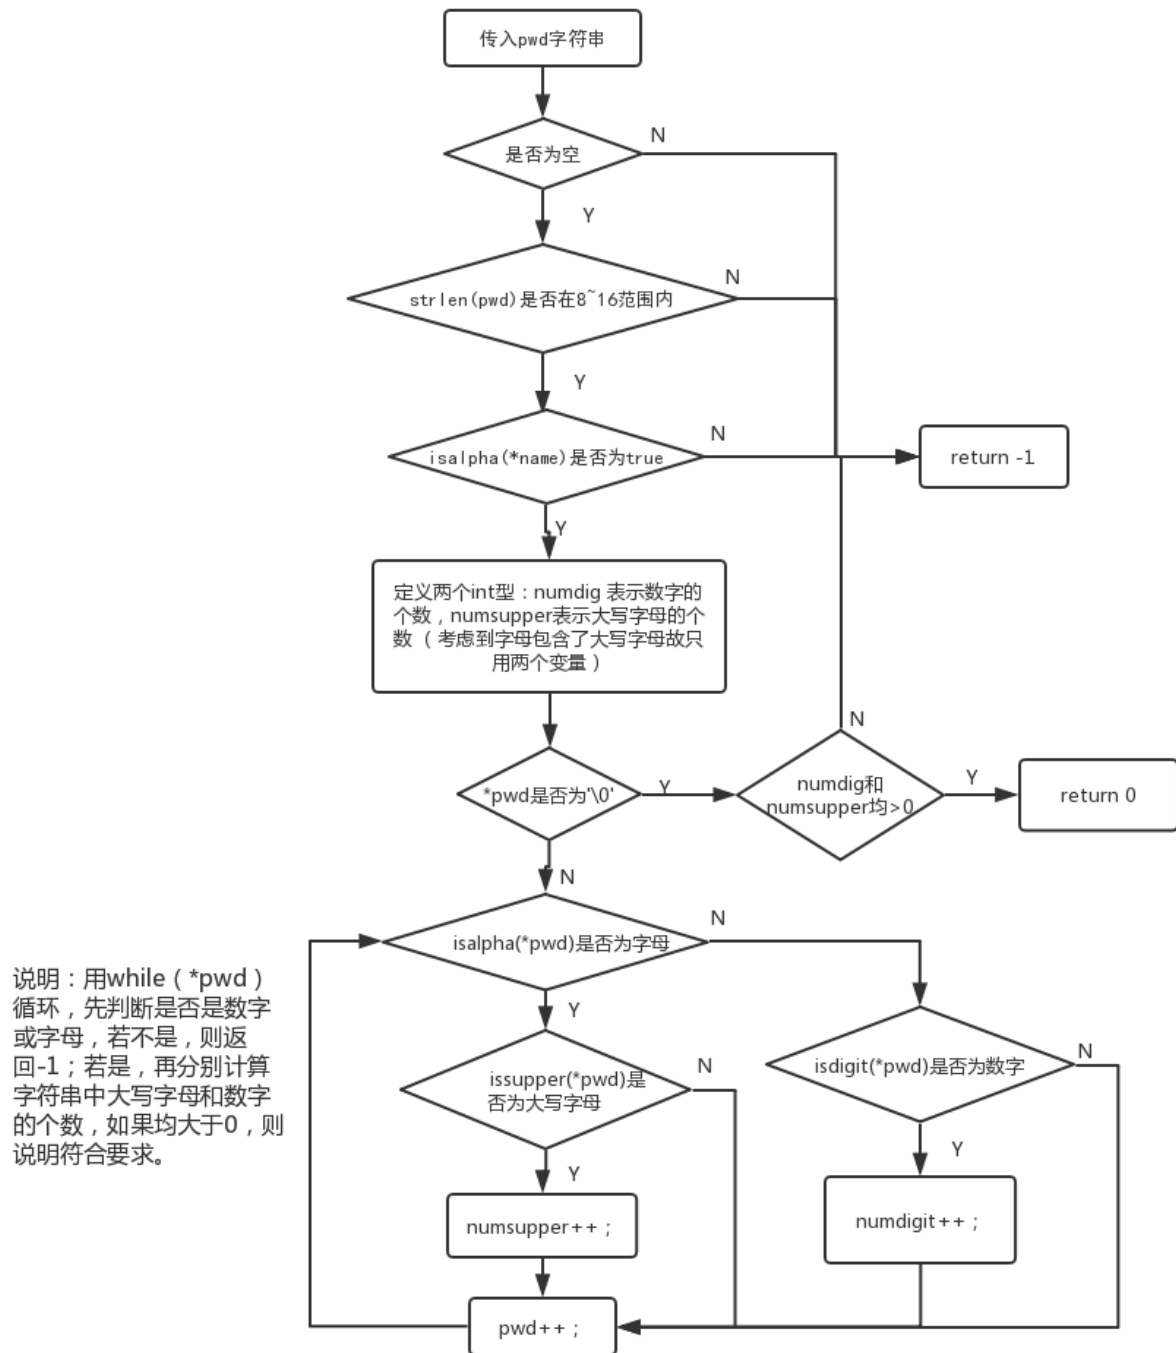 传入pwd字符串
N
是否为空
Y
N
strlen(pwd)是否在8~16范围内
Y
N
isalpha(*name)是否为true
return -1
Y
定义两个int型：numdig 表示数字的
个数，numsupper表示大写字母的个
数（考虑到字母包含了大写字母故只
用两个变量）
N
*pwd是否为'\0'
Y
numdig和
numsupper均>0
Y
return 0
N
N
isalpha(*pwd)是否为字母
说明：用while（*pwd）
循环，先判断是否是数字
或字母，若不是，则返
回-1；若是，再分别计算
字符串中大写字母和数字
的个数，如果均大于0，则
说明符合要求。
Y
issupper(*pwd)是
否为大写字母
N
isdigit(*pwd)是否为数字
N
Y
Y
numsupper++；
numdigit++；
pwd++；